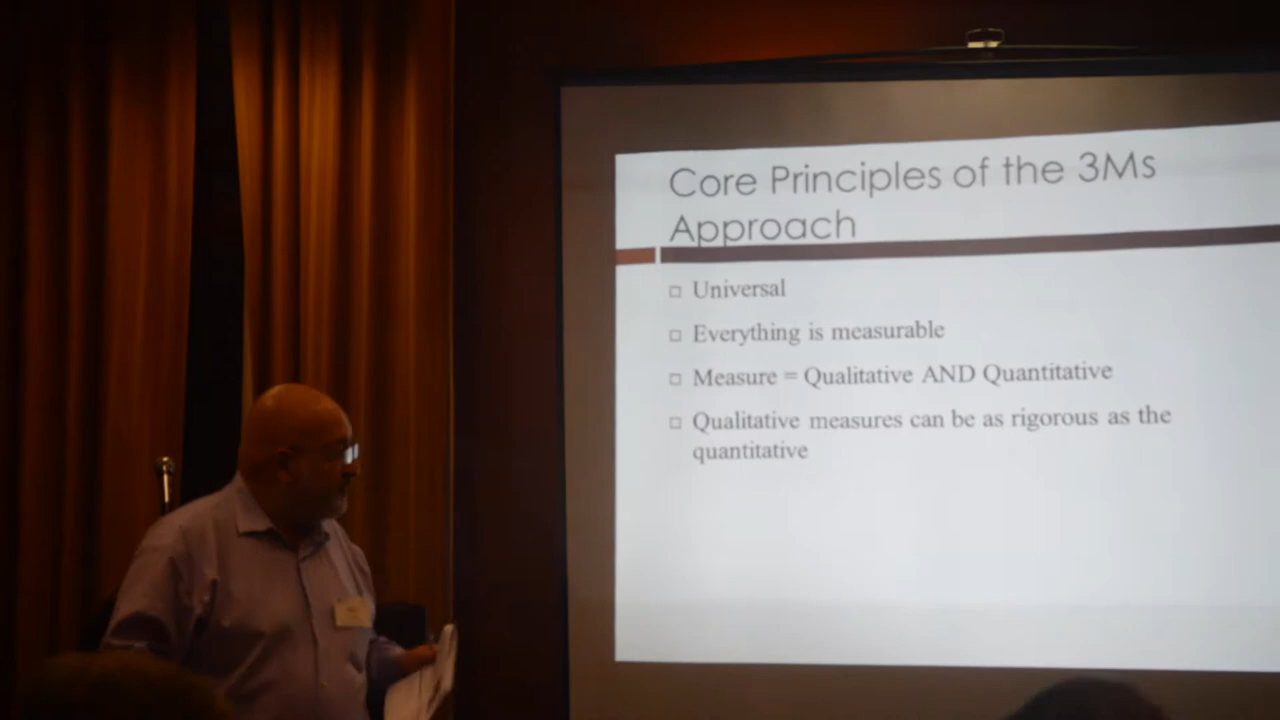 Core Principles of the 3Ms
Approach
□ Universal
□ Everything is measurable
□ Measure = Qualitative AND Quantitative
□ Qualitative measures can be as rigorous as the
quantitative